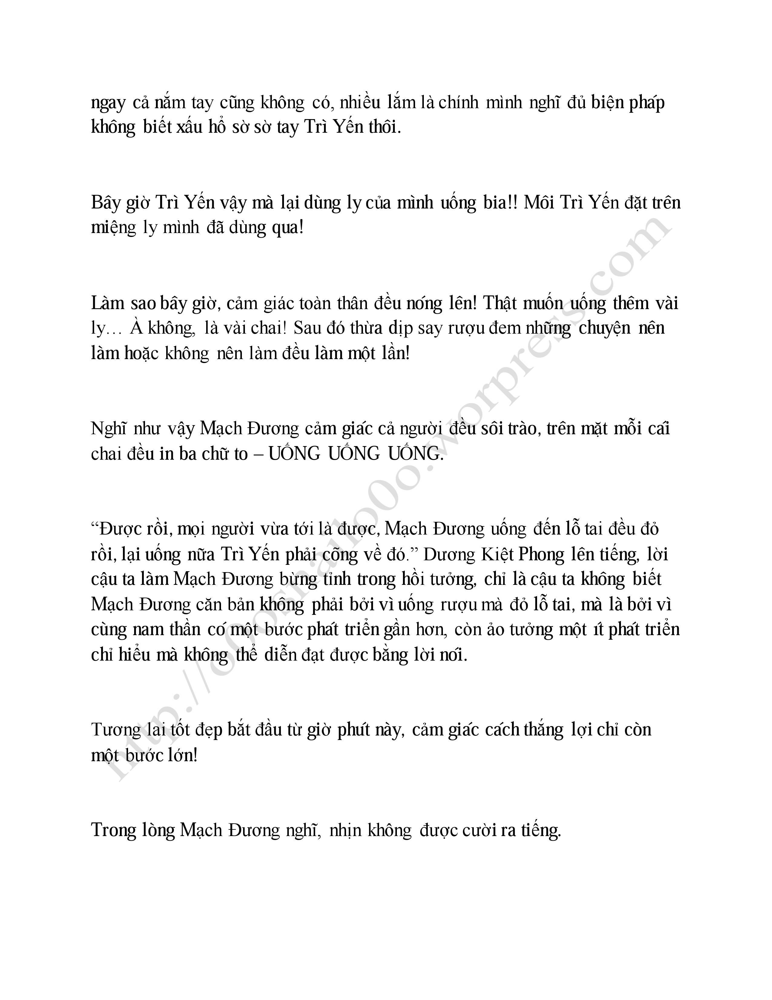 ngay cả nắm tay cũng không có, nhiều lắm là chính mình nghĩ đủ biện pháp
không biết xấu hổ sờ sờ tay Trì Yến thôi.
Bây giờ Trì Yến vậy mà lại dùng ly của mình uống bia!! Môi Trì Yến đặt trên
miệng ly mình đã dùng qua!
Làm sao bây giờ, cảm giác toàn thân đều nóng lên! Thật muốn uống thêm vài
ly… À không, là vài chai! Sau đó thừa dịp say rượu đem những chuyện nên
làm hoặc không nên làm đều làm một lần!
Nghĩ như vậy Mạch Đương cảm giác cả người đều sôi trào, trên mặt mỗi cái
chai đều in ba chữ to – UỐNG UỐNG UỐNG.
“Được rồi, mọi người vừa tới là được, Mạch Đương uống đến lỗ tai đều đỏ
rồi, lại uống nữa Trì Yến phải cõng về đó.” Dương Kiệt Phong lên tiếng, lời
cậu ta làm Mạch Đương bừng tỉnh trong hồi tưởng, chỉ là cậu ta không biết
Mạch Đương căn bản không phải bởi vì uống rượu mà đỏ lỗ tai, mà là bởi vì
cùng nam thần có một bước phát triển gần hơn, còn ảo tưởng một ít phát triển
chỉ hiểu mà không thể diễn đạt được bằng lời nói.
Tương lai tốt đẹp bắt đầu từ giờ phút này, cảm giác cách thắng lợi chỉ còn
một bước lớn!
Trong lòng Mạch Đương nghĩ, nhịn không được cười ra tiếng.
http://o0osnailo0o.worpress.com